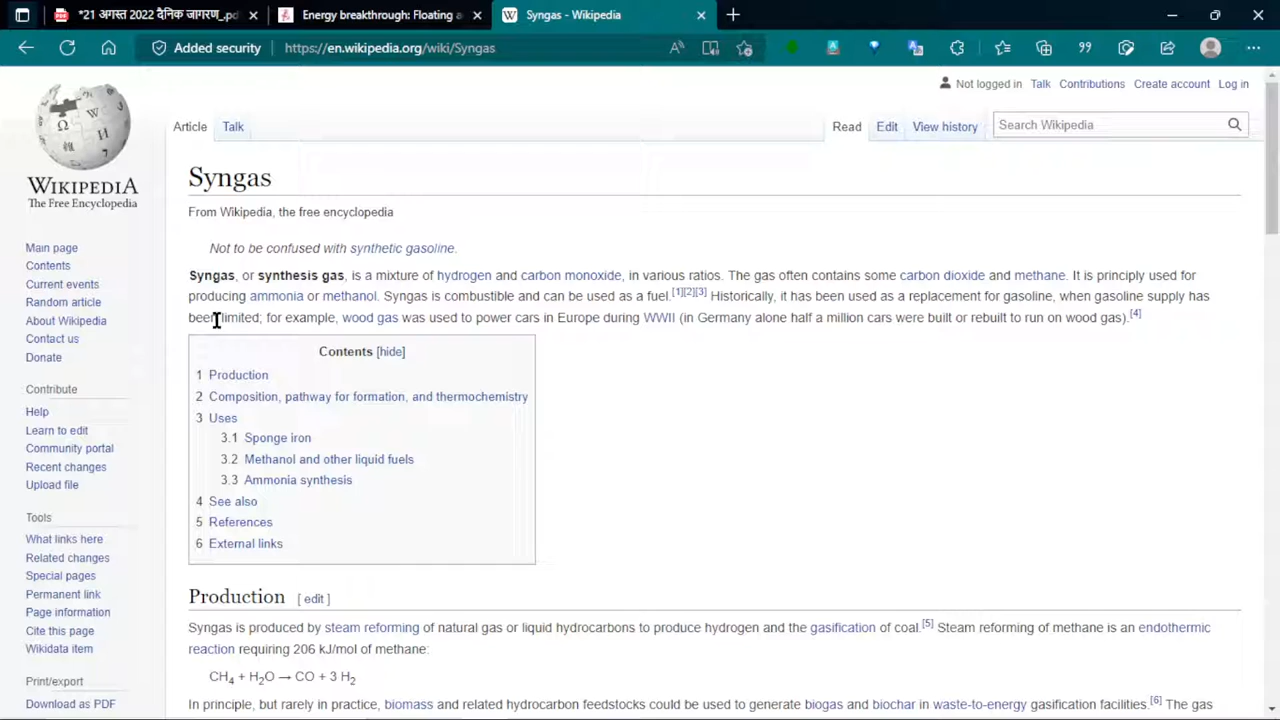 *21 अगस्त 2022 दैनिक जागरण_.pd
Energy breakthrough: Floating a
Syngas - Wikipedia
Added security
https://en.wikipedia.org/wiki/Syngas
Not logged in Talk Contributions Create account Log in
Article Talk
Read Edit View history
Search Wikipedia
WIKIPEDIA
The Free Encyclopedia
Main page
Contents
Current events
Random article
About Wikipedia
Contact us
Donate
Contribute
Help
Learn to edit
Community portal
Recent changes
Upload file
Tools
What links here
Related changes
Special pages
Permanent link
Page information
Cite this page
Wikidata item
Print/export
Download as PDF
Syngas
From Wikipedia, the free encyclopedia
Not to be confused with synthetic gasoline.
Syngas, or synthesis gas, is a mixture of hydrogen and carbon monoxide, in various ratios. The gas often contains some carbon dioxide and methane. It is principly used for
producing ammonia or methanol. Syngas is combustible and can be used as a fuel.[1][2][3] Historically, it has been used as a replacement for gasoline, when gasoline supply has
been limited; for example, wood gas was used to power cars in Europe during WWII (in Germany alone half a million cars were built or rebuilt to run on wood gas).[4]
Contents [hide]
1 Production
2 Composition, pathway for formation, and thermochemistry
3 Uses
3.1 Sponge iron
3.2 Methanol and other liquid fuels
3.3 Ammonia synthesis
4 See also
5 References
6 External links
Production [ edit ]
Syngas is produced by steam reforming of natural gas or liquid hydrocarbons to produce hydrogen and the gasification of coal.[5] Steam reforming of methane is an endothermic
reaction requiring 206 kJ/mol of methane:
CH4 + H2O → CO + 3 H2
In principle, but rarely in practice, biomass and related hydrocarbon feedstocks could be used to generate biogas and biochar in waste-to-energy gasification facilities.[6] The gas